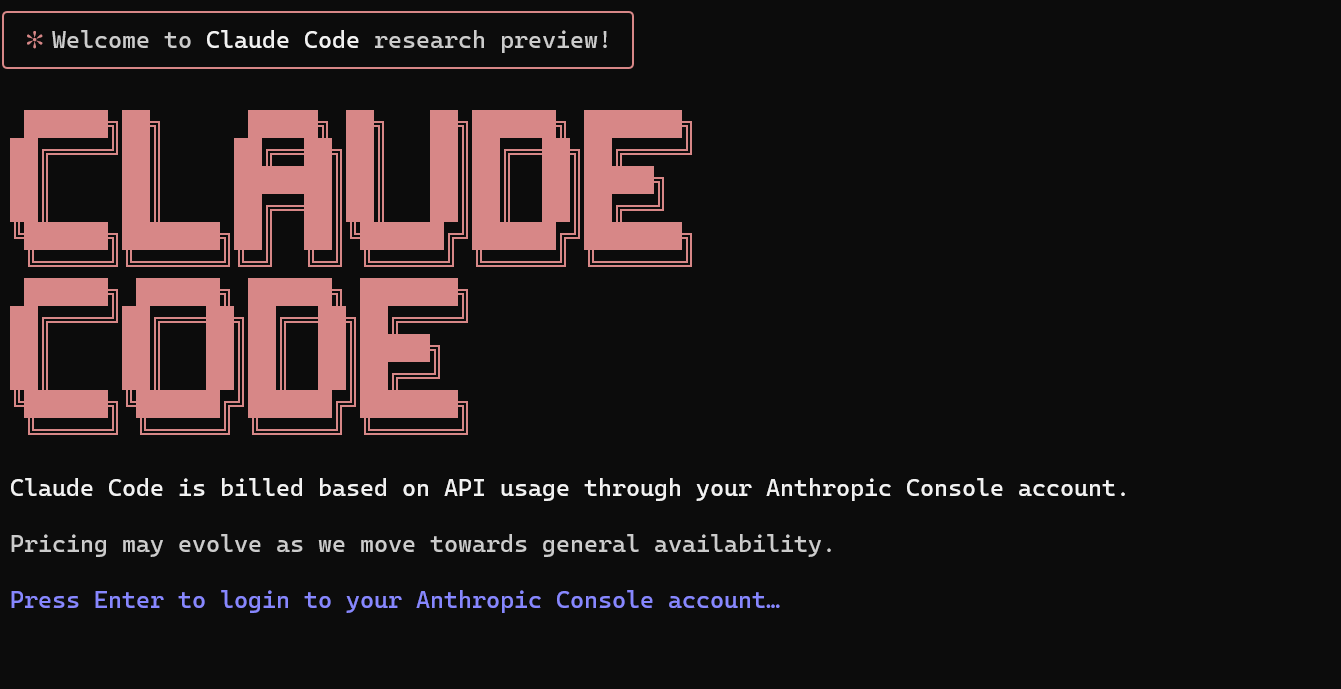 ✻ Welcome to Claude Code research preview!
CLAUDE
CODE
Claude Code is billed based on API usage through your Anthropic Console account.
Pricing may evolve as we move towards general availability.
Press Enter to login to your Anthropic Console account…